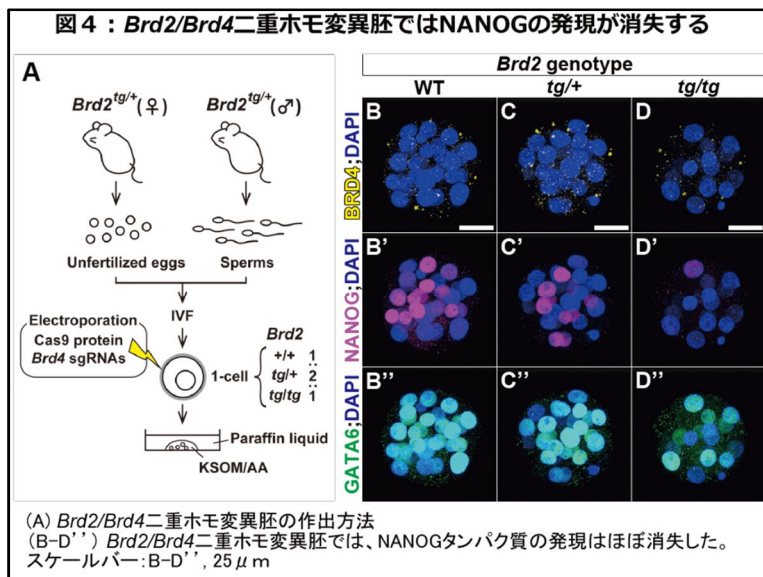 図４：Brd2/Brd4二重ホモ変異胚ではNANOGの発現が消失する
A
Brd2tg/+(♀)
Brd2tg/+(♂)
Unfertilized eggs
Sperms
IVF
Electroporation
Cas9 protein
Brd4 sgRNAs
1-cell
Brd2
+/+ 1
:
tg/+ 2
:
tg/tg 1
Paraffin liquid
KSOM/AA
Brd2 genotype
WT
tg/+
tg/tg
BRD4;DAPI
B
C
D
NANOG;DAPI
B'
C'
D'
GATA6;DAPI
B''
C''
D''
(A) Brd2/Brd4二重ホモ変異胚の作出方法
(B-D’’) Brd2/Brd4二重ホモ変異胚では、NANOGタンパク質の発現はほぼ消失した。
スケールバー：B-D’’, 25μm